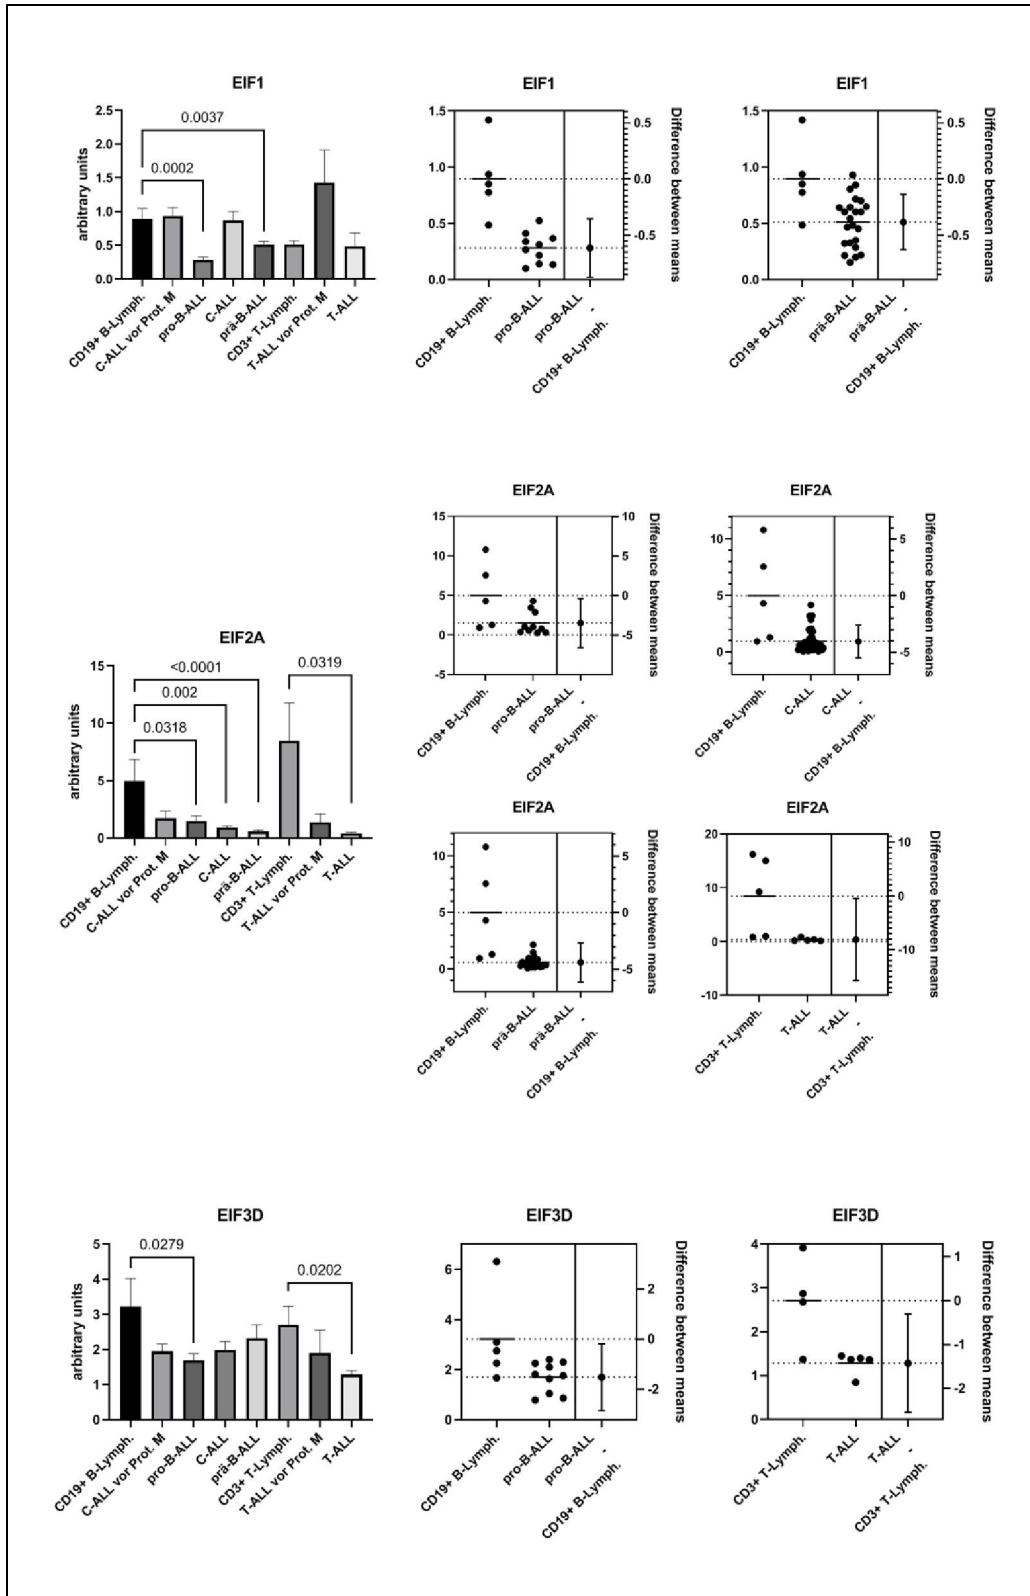 EIF1
arbitrary units
2.5
2.0
1.5
1.0
0.5
0.0
0.0037
0.0002
CD19+ B-Lymph.
C-ALL vor Prot. M
pro-B-ALL
C-ALL
prä-B-ALL
CD3+ T-Lymph.
T-ALL vor Prot. M
T-ALL
EIF1
1.5
1.0
0.5
0.0
0.5
0.0
-0.5
Difference between means
CD19+ B-Lymph.
pro-B-ALL
pro-B-ALL
-
CD19+ B-Lymph.
EIF1
1.5
1.0
0.5
0.0
0.5
0.0
-0.5
Difference between means
CD19+ B-Lymph.
prä-B-ALL
prä-B-ALL
-
CD19+ B-Lymph.
EIF2A
arbitrary units
15
10
5
0
<0.0001
0.002
0.0318
0.0319
CD19+ B-Lymph.
C-ALL vor Prot. M
pro-B-ALL
C-ALL
prä-B-ALL
CD3+ T-Lymph.
T-ALL vor Prot. M
T-ALL
EIF2A
15
10
5
0
-5
10
5
0
-5
Difference between means
CD19+ B-Lymph.
pro-B-ALL
pro-B-ALL
-
CD19+ B-Lymph.
EIF2A
10
5
0
5
0
-5
Difference between means
CD19+ B-Lymph.
C-ALL
C-ALL
-
CD19+ B-Lymph.
EIF2A
10
5
0
5
0
-5
Difference between means
CD19+ B-Lymph.
prä-B-ALL
prä-B-ALL
-
CD19+ B-Lymph.
EIF2A
20
10
0
-10
10
0
-10
Difference between means
CD3+ T-Lymph.
T-ALL
T-ALL
-
CD3+ T-Lymph.
EIF3D
arbitrary units
5
4
3
2
1
0
0.0279
0.0202
CD19+ B-Lymph.
C-ALL vor Prot. M
pro-B-ALL
C-ALL
prä-B-ALL
CD3+ T-Lymph.
T-ALL vor Prot. M
T-ALL
EIF3D
6
4
2
0
2
0
-2
Difference between means
CD19+ B-Lymph.
pro-B-ALL
pro-B-ALL
-
CD19+ B-Lymph.
EIF3D
4
3
2
1
0
1
0
-1
-2
Difference between means
CD3+ T-Lymph.
T-ALL
T-ALL
-
CD3+ T-Lymph.